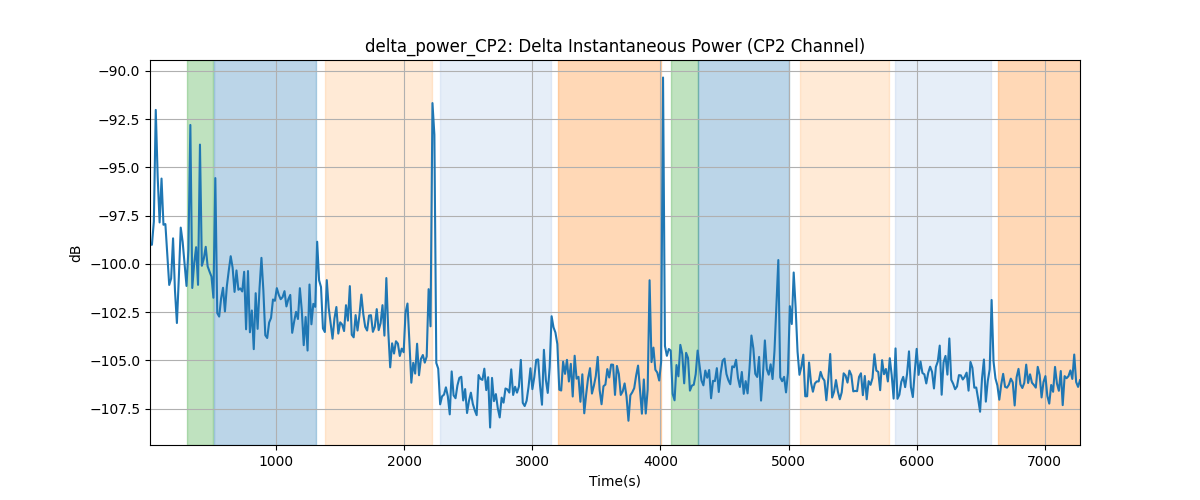 delta_power_CP2: Delta Instantaneous Power (CP2 Channel)
−90.0
−92.5
−95.0
−97.5
−100.0
−102.5
−105.0
−107.5
dB
1000 2000 3000 4000 5000 6000 7000
Time(s)